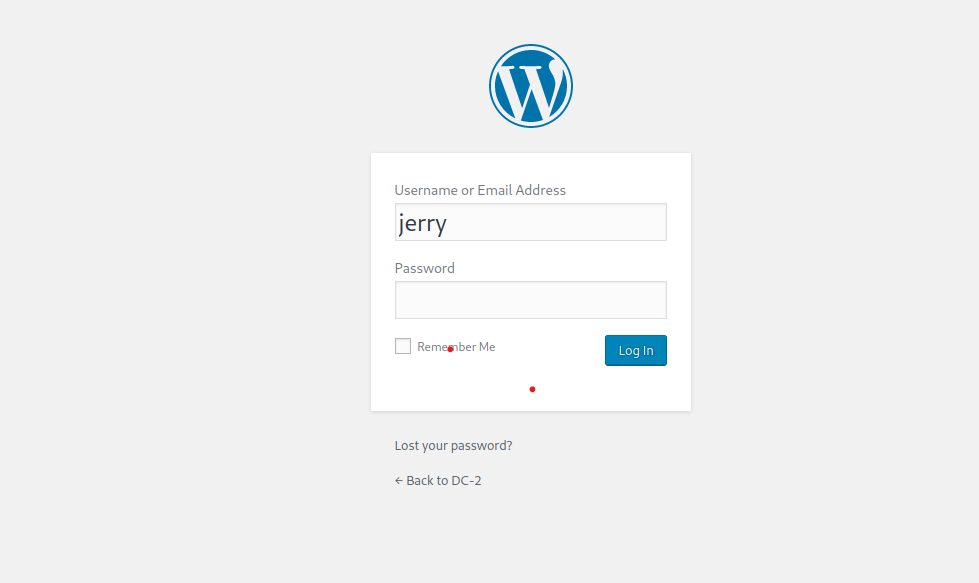 Username or Email Address
jerry
Password
Remember Me
Log In
Lost your password?
← Back to DC-2